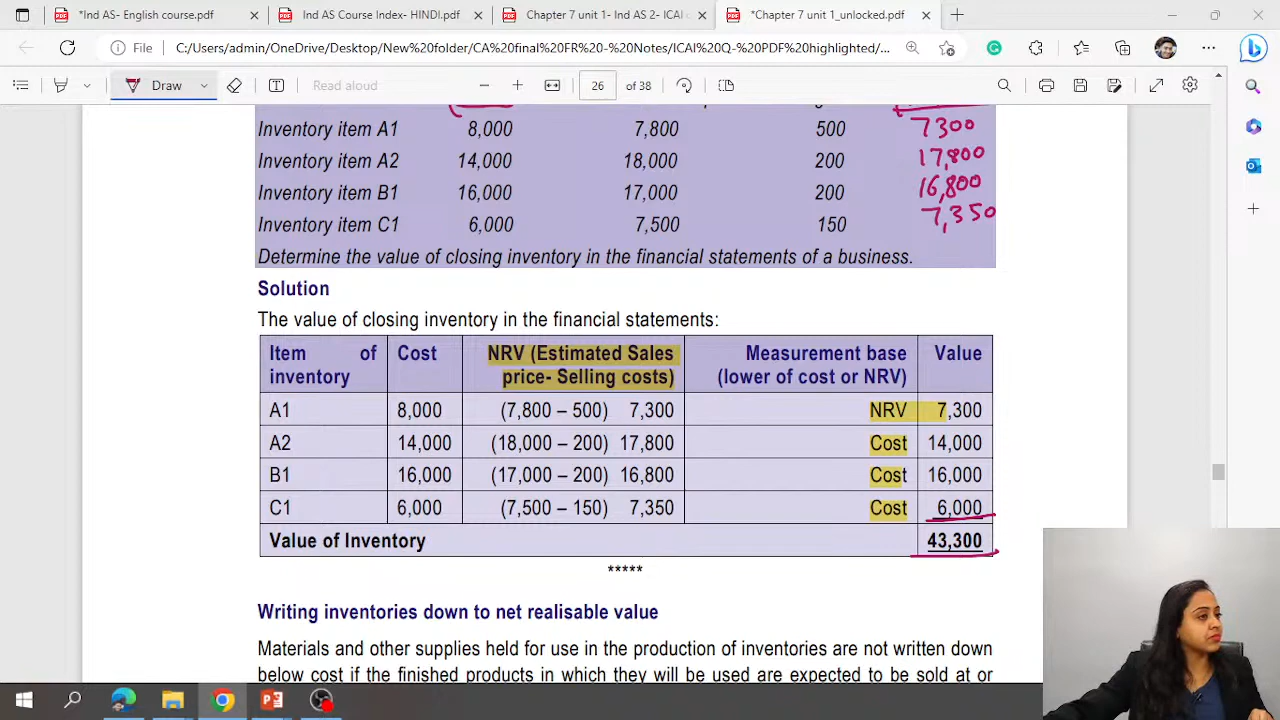 *Ind AS- English course.pdf
Ind AS Course Index- HINDI.pdf
Chapter 7 unit 1- Ind AS 2- ICAI
*Chapter 7 unit 1_unlocked.pdf
File C:/Users/admin/OneDrive/Desktop/New%20folder/CA%20final%20FR%20-%20Notes/ICAI%20Q-%20PDF%20highlighted/...
Draw Read aloud 26 of 38
Inventory item A1 8,000 7,800 500 7300
Inventory item A2 14,000 18,000 200 17,800
Inventory item B1 16,000 17,000 200 16,800
Inventory item C1 6,000 7,500 150 7,350
Determine the value of closing inventory in the financial statements of a business.
Solution
The value of closing inventory in the financial statements:
Item of Cost NRV (Estimated Sales Measurement base Value
inventory price- Selling costs) (lower of cost or NRV)
A1 8,000 (7,800 – 500) 7,300 NRV 7,300
A2 14,000 (18,000 – 200) 17,800 Cost 14,000
B1 16,000 (17,000 – 200) 16,800 Cost 16,000
C1 6,000 (7,500 – 150) 7,350 Cost 6,000
Value of Inventory 43,300
*****
Writing inventories down to net realisable value
Materials and other supplies held for use in the production of inventories are not written down
below cost if the finished products in which they will be used are expected to be sold at or